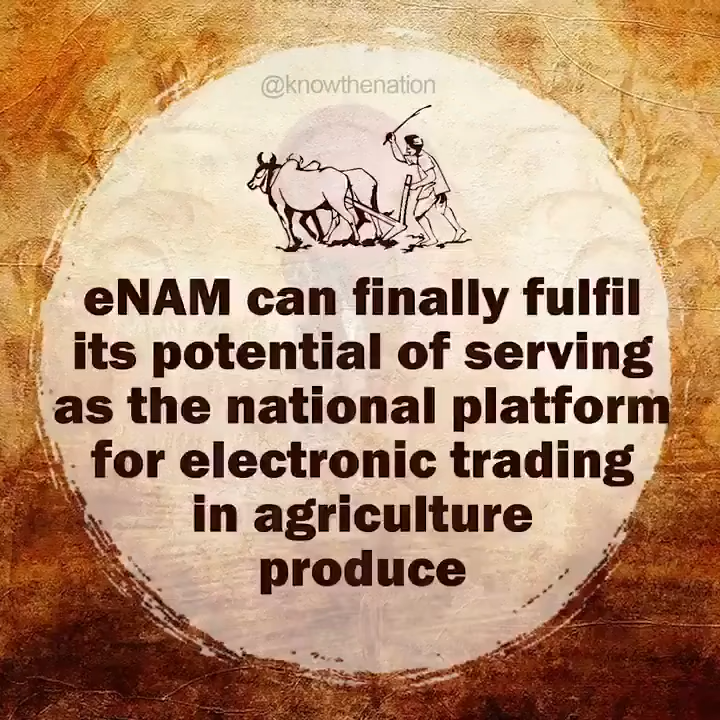 @knowthenation
eNAM can finally fulfil
its potential of serving
as the national platform
for electronic trading
in agriculture
produce